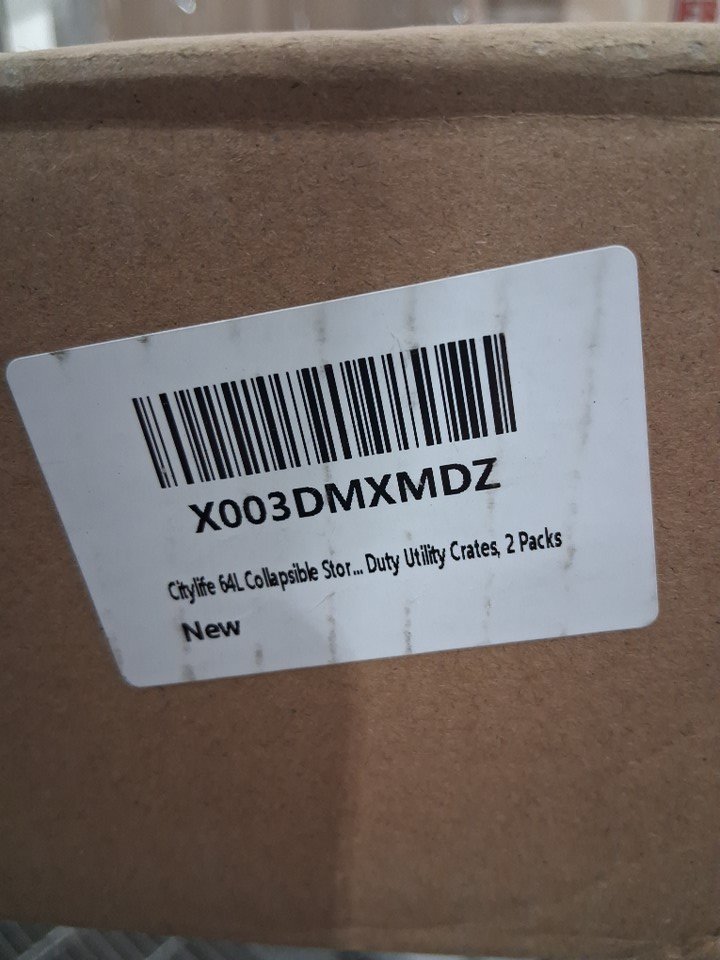 X003DMXMDZ
Citylife 64L Collapsible Stor... Duty Utility Crates, 2 Packs
New